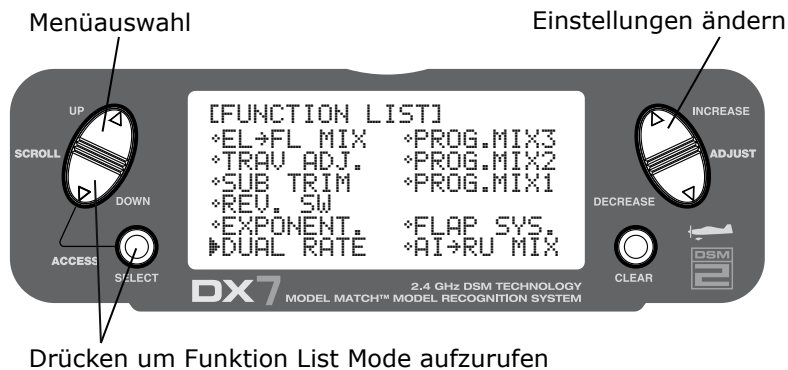 Menüauswahl
Einstellungen ändern
UP
SCROLL
DOWN
ACCESS
SELECT
[FUNCTION LIST]
EL→FL MIX PROG.MIX3
TRAV ADJ. PROG.MIX2
SUB TRIM PROG.MIX1
REV. SW
EXPONENT. FLAP SYS.
DUAL RATE AI→RU MIX
INCREASE
ADJUST
DECREASE
CLEAR
DSM
2
DX7
2.4 GHz DSM TECHNOLOGY
MODEL MATCH™ MODEL RECOGNITION SYSTEM
Drücken um Funktion List Mode aufzurufen